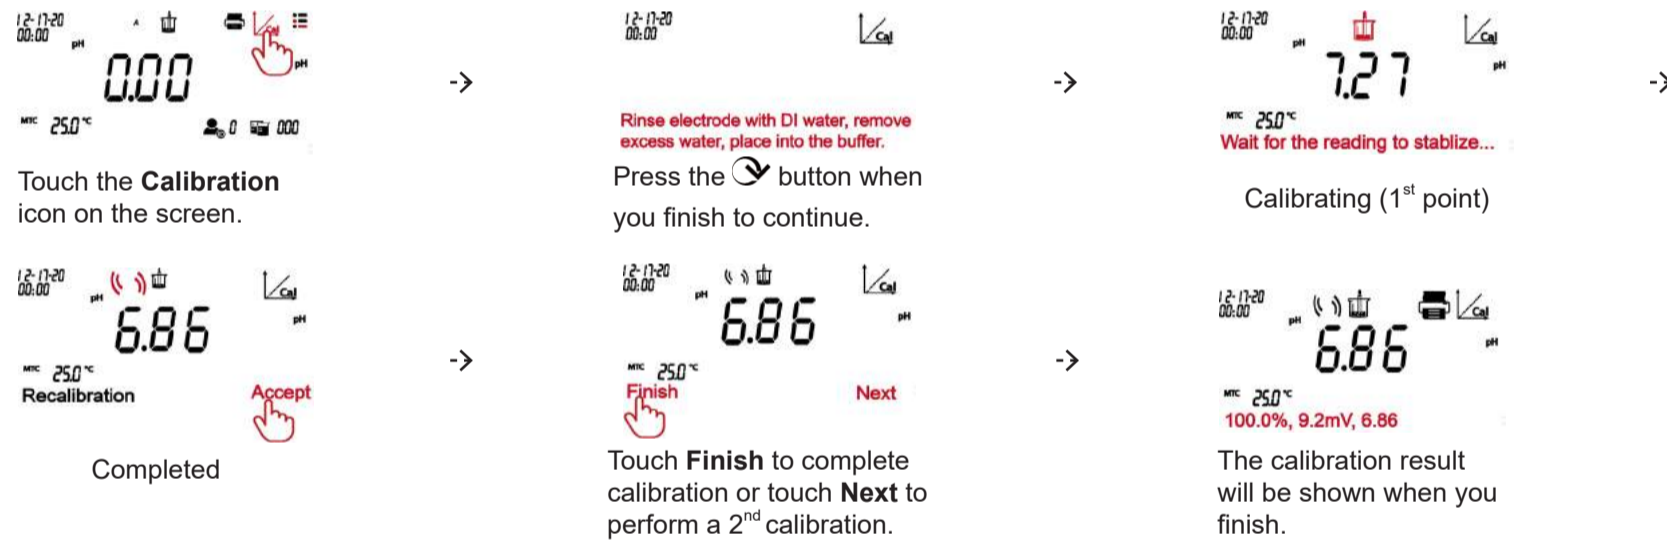 12-17-20
00:00
A
Cal
pH
0.00
pH
MTC 25.0 °C
0 000
Touch the Calibration
icon on the screen.
->
12-17-20
00:00
Cal
Rinse electrode with DI water, remove
excess water, place into the buffer.
Press the button when
you finish to continue.
->
12-17-20
00:00
Cal
pH
7.27
pH
MTC 25.0 °C
Wait for the reading to stablize...
Calibrating (1st point)
->
12-17-20
00:00
Cal
pH
6.86
pH
MTC 25.0 °C
Recalibration Accept
Completed
->
12-17-20
00:00
Cal
pH
6.86
pH
MTC 25.0 °C
Finish Next
Touch Finish to complete
calibration or touch Next to
perform a 2nd calibration.
->
12-17-20
00:00
Cal
pH
6.86
pH
MTC 25.0 °C
100.0%, 9.2mV, 6.86
The calibration result
will be shown when you
finish.